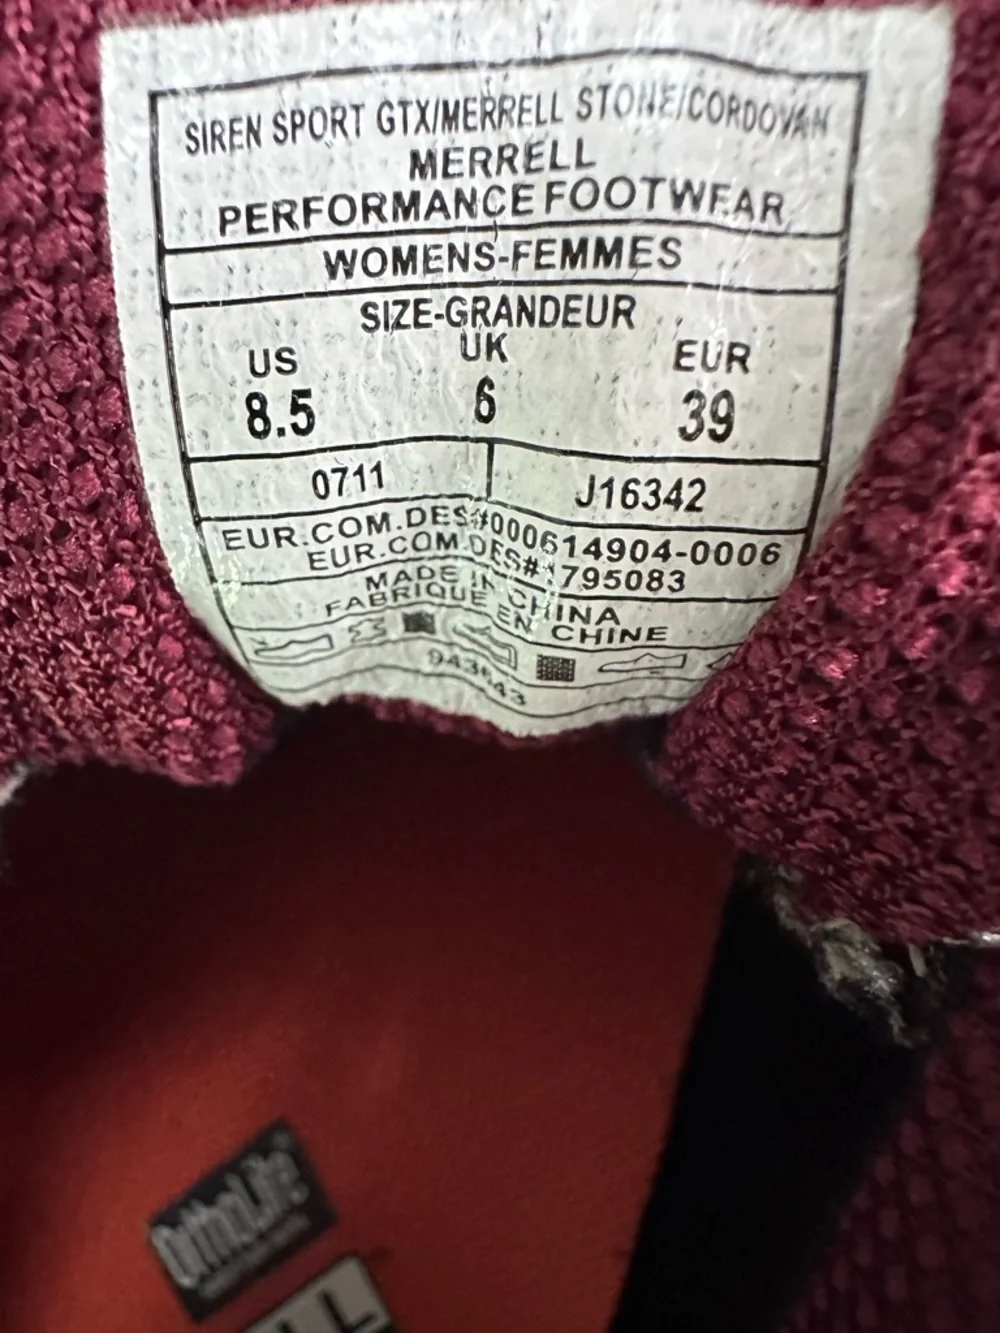 SIREN SPORT GTX/MERRELL STONE/CORDOVAN
MERRELL
PERFORMANCE FOOTWEAR
WOMENS-FEMMES
SIZE-GRANDEUR
US UK EUR
8.5 6 39
0711 J16342
EUR.COM.DES#000614904-0006
EUR.COM.DES#1795083
MADE IN CHINA
FABRIQUE EN CHINE
OrthoLite